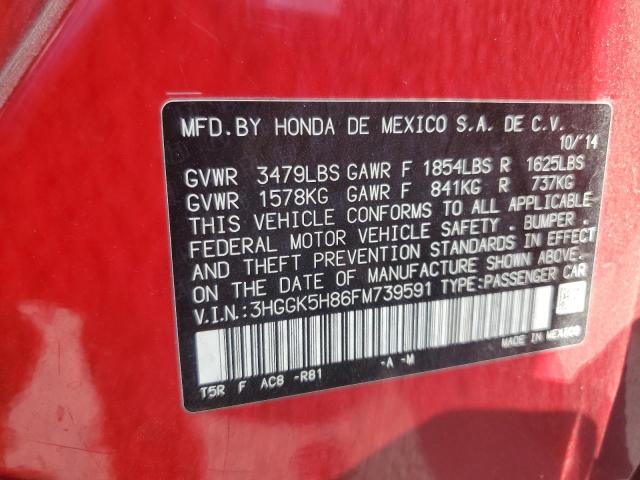 MFD.BY HONDA DE MEXICO S.A. DE C.V.
10/'14
GVWR 3479LBS GAWR F 1854LBS R 1625LBS
GVWR 1578KG GAWR F 841KG R 737KG
THIS VEHICLE CONFORMS TO ALL APPLICABLE
FEDERAL MOTOR VEHICLE SAFETY . BUMPER .
AND THEFT PREVENTION STANDARDS IN EFFECT
ON THE DATE OF MANUFACTURE SHOWN ABOVE.
V.I.N.:3HGGK5H86FM739591 TYPE:PASSENGER CAR
MADE IN MEXICO
T5R F AC8 -R81 -A -M